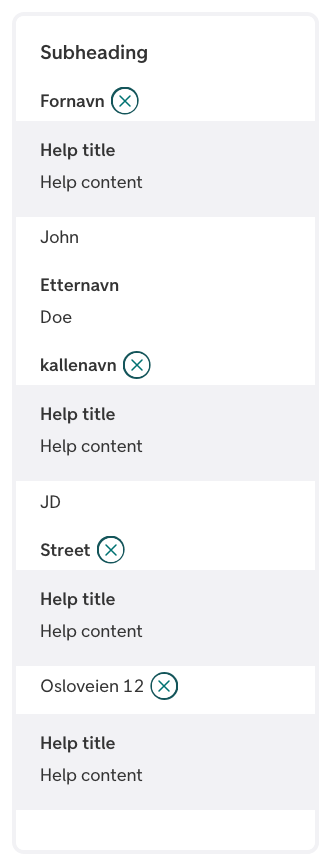 Subheading
Fornavn
Help title
Help content
John
Etternavn
Doe
kallenavn
Help title
Help content
JD
Street
Help title
Help content
Osloveien 12
Help title
Help content